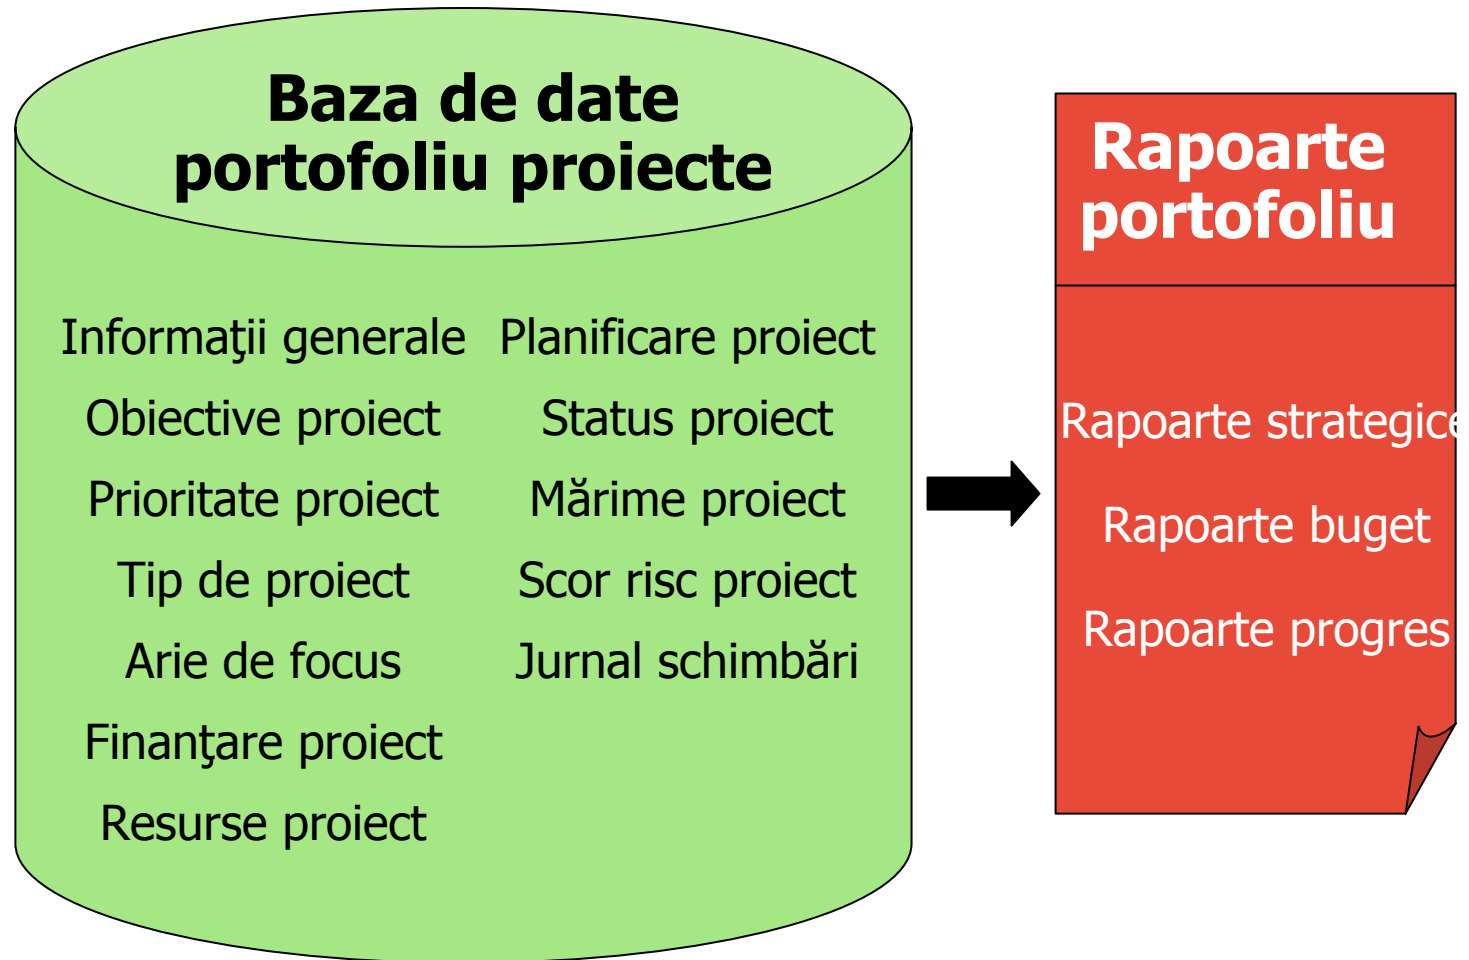 Baza de date
portofoliu proiecte
Informaţii generale
Obiective proiect
Prioritate proiect
Tip de proiect
Arie de focus
Finanţare proiect
Resurse proiect
Planificare proiect
Status proiect
Mărime proiect
Scor risc proiect
Jurnal schimbări
Rapoarte
portofoliu
Rapoarte strategice
Rapoarte buget
Rapoarte progres